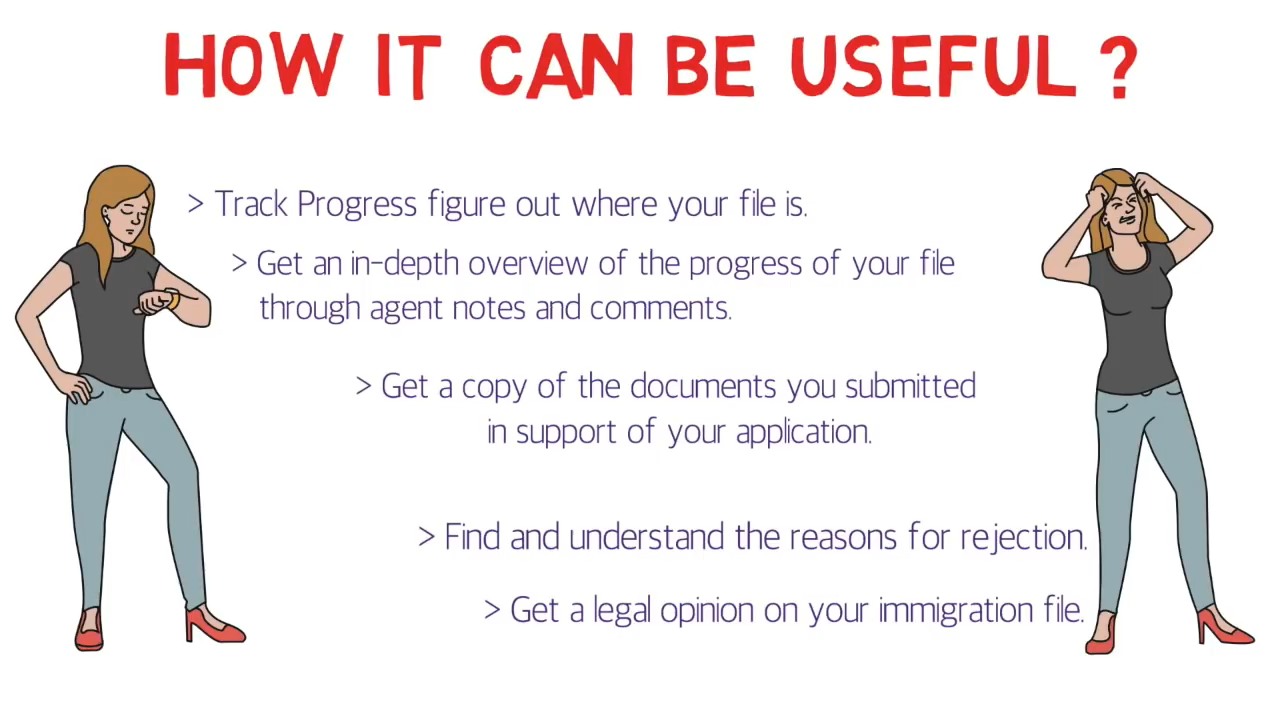 HOW IT CAN BE USEFUL ?
> Track Progress figure out where your file is.
> Get an in-depth overview of the progress of your file
through agent notes and comments.
> Get a copy of the documents you submitted
in support of your application.
> Find and understand the reasons for rejection.
> Get a legal opinion on your immigration file.